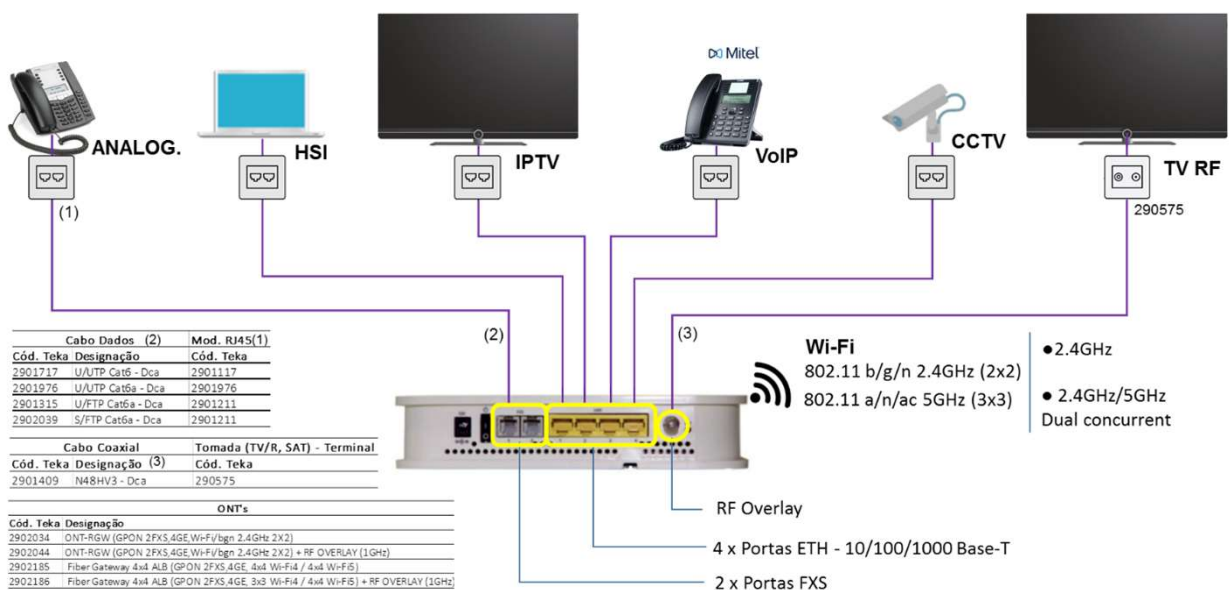 Mitel
ANALOG.
HSI
IPTV
VoIP
CCTV
TV RF
(1)
290575
(2)
(3)
Cabo Dados (2) Mod. RJ45(1)
Cód. Teka Designação Cód. Teka
2901717 U/UTP Cat6 - Dca 2901117
2901976 U/UTP Cat6a - Dca 2901976
2901315 U/FTP Cat6a - Dca 2901211
2902039 S/FTP Cat6a - Dca 2901211
Cabo Coaxial Tomada (TV/R, SAT) - Terminal
Cód. Teka Designação (3) Cód. Teka
2901409 N48HV3 - Dca 290575
ONT's
Cód. Teka Designação
2902034 ONT-RGW (GPON 2FXS,4GE,Wi-Fi/bgn 2.4GHz 2X2)
2902044 ONT-RGW (GPON 2FXS,4GE,Wi-Fi/bgn 2.4GHz 2X2) + RF OVERLAY (1GHz)
2902185 Fiber Gateway 4x4 ALB (GPON 2FXS,4GE, 4x4 Wi-Fi4 / 4x4 Wi-Fi5)
2902186 Fiber Gateway 4x4 ALB (GPON 2FXS,4GE, 3x3 Wi-Fi4 / 4x4 Wi-Fi5) + RF OVERLAY (1GHz)
Wi-Fi
802.11 b/g/n 2.4GHz (2x2)
802.11 a/n/ac 5GHz (3x3)
●2.4GHz
● 2.4GHz/5GHz
Dual concurrent
RF Overlay
4 x Portas ETH - 10/100/1000 Base-T
2 x Portas FXS